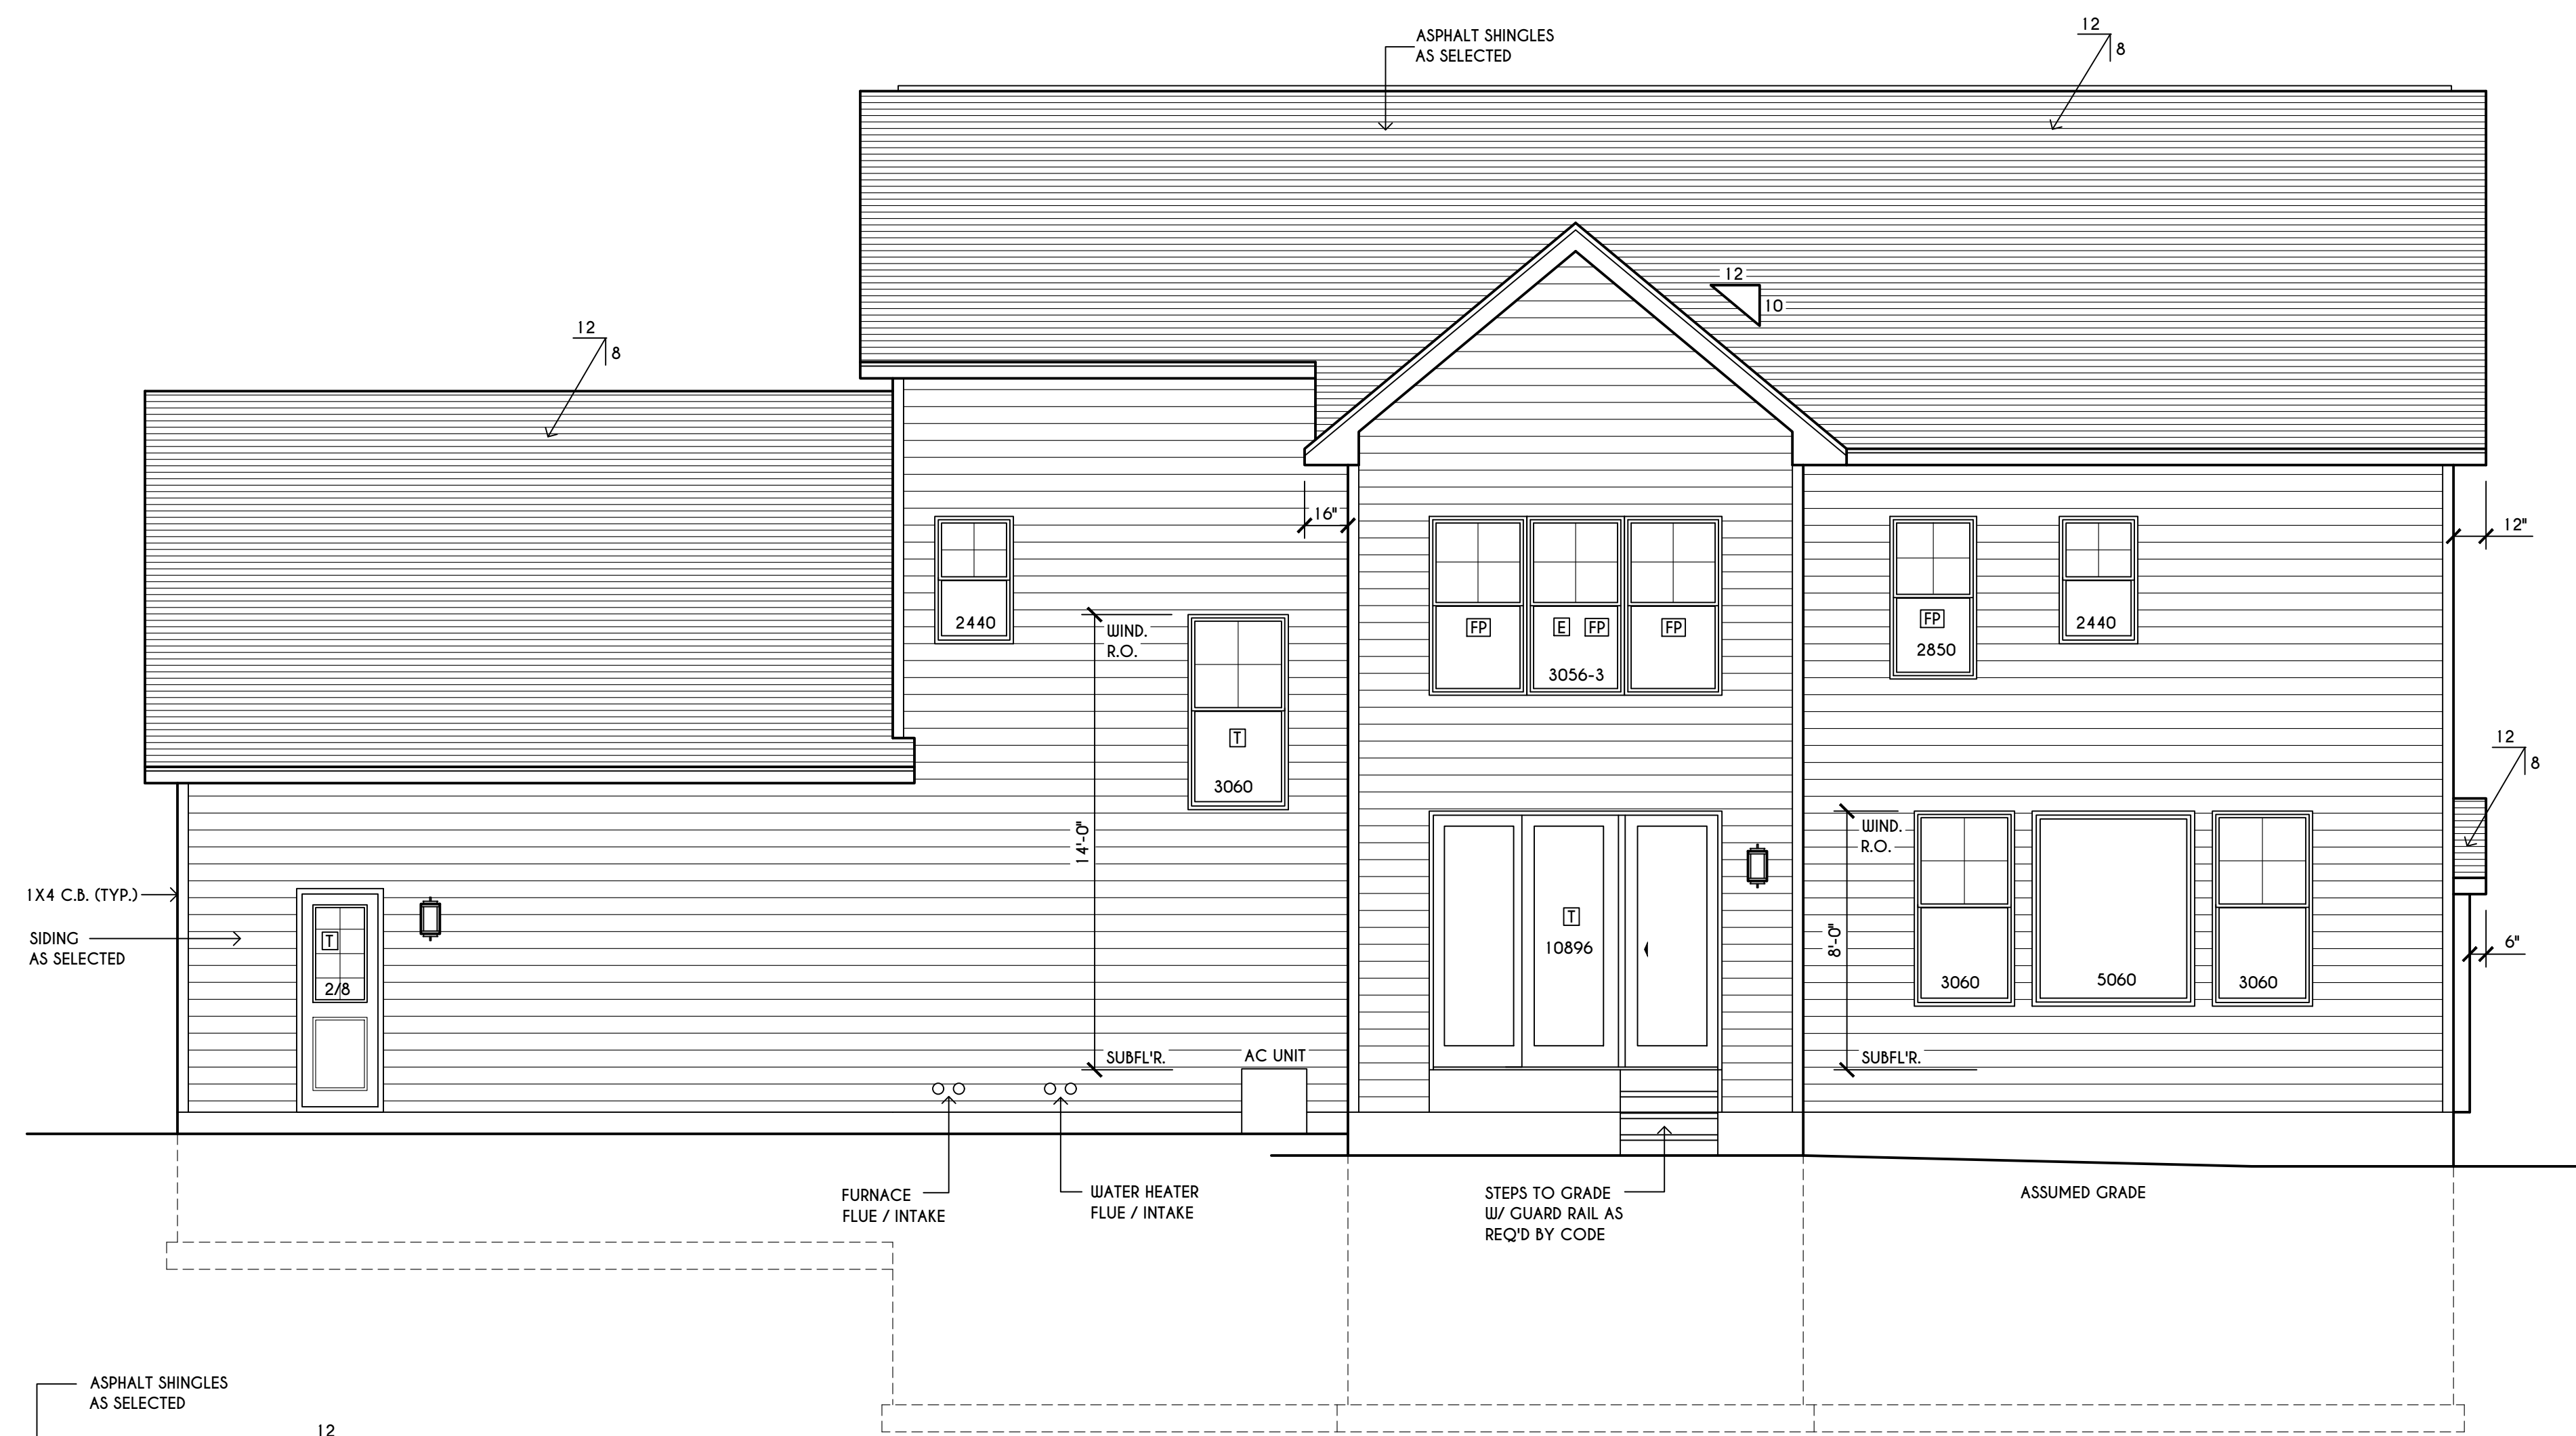 12
8
ASPHALT SHINGLES
AS SELECTED
12
10
12
8
16"
12"
2440
WIND.
R.O.
FP
E
FP
FP
3056-3
FP
2850
2440
T
3060
12
8
14'-0"
WIND.
R.O.
8'-0"
1X4 C.B. (TYP.)
SIDING
AS SELECTED
T
2/8
T
10896
3060
5060
3060
6"
SUBFL'R.
AC UNIT
SUBFL'R.
FURNACE
FLUE / INTAKE
WATER HEATER
FLUE / INTAKE
STEPS TO GRADE
W/ GUARD RAIL AS
REQ'D BY CODE
ASSUMED GRADE
ASPHALT SHINGLES
AS SELECTED
12